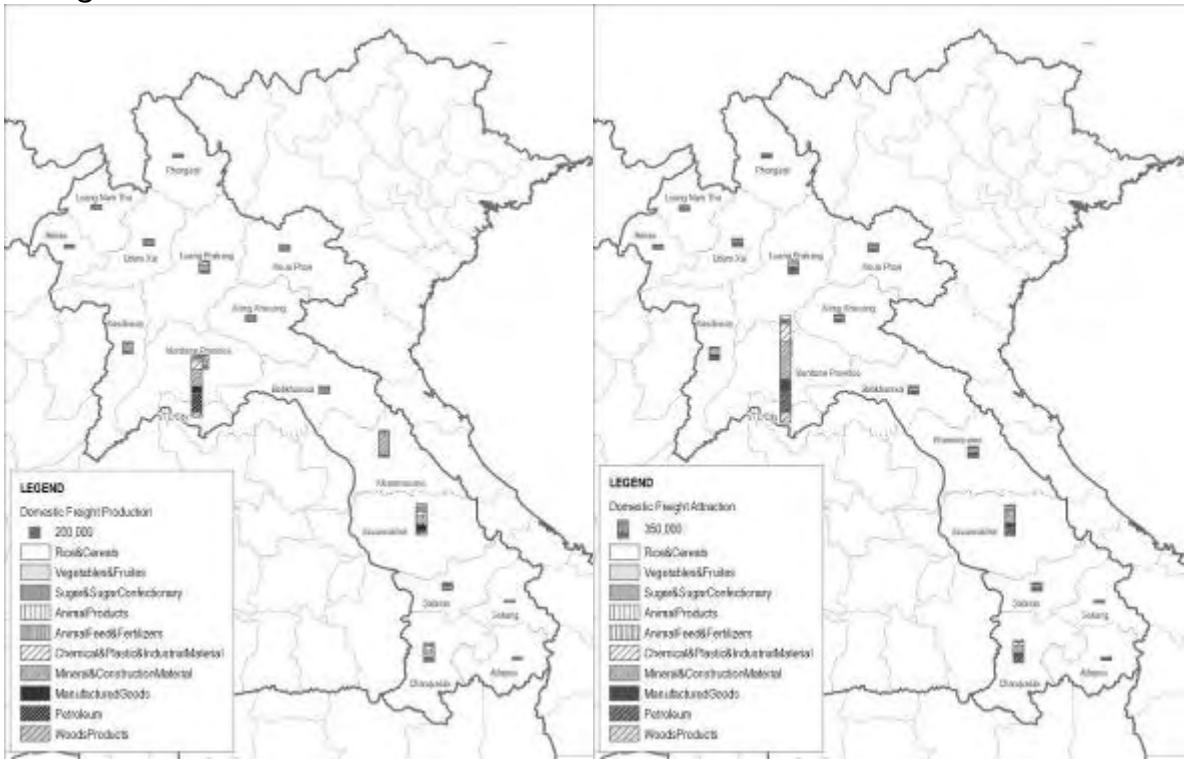 Phongsali
Luang Nam Tha
Udom Xai
Luang Prabang
Houa Phan
Xieng Khouang
Xaisaboury
Vientiane Province
Bolikhamxai
Khammouane
Savannakhet
Salavan
Sekong
Champasak
Attapeu
LEGEND
Domestic Freight Production
200,000
Rice&Cereals
Vegetables&Fruites
Sugar&SugarConfectionary
AnimalProducts
AnimalFeed&Fertilizers
Chemical&Plastic&IndustrialMaterial
Mineral&ConstructionMaterial
ManufacturedGoods
Petroleum
WoodsProducts
Phongsali
Luang Nam Tha
Udom Xai
Luang Prabang
Houa Phan
Xieng Khouang
Xaisaboury
Vientiane Province
Bolikhamxai
Khammouane
Savannakhet
Salavan
Sekong
Champasak
Attapeu
LEGEND
Domestic Freight Attraction
350,000
Rice&Cereals
Vegetables&Fruites
Sugar&SugarConfectionary
AnimalProducts
AnimalFeed&Fertilizers
Chemical&Plastic&IndustrialMaterial
Mineral&ConstructionMaterial
ManufacturedGoods
Petroleum
WoodsProducts